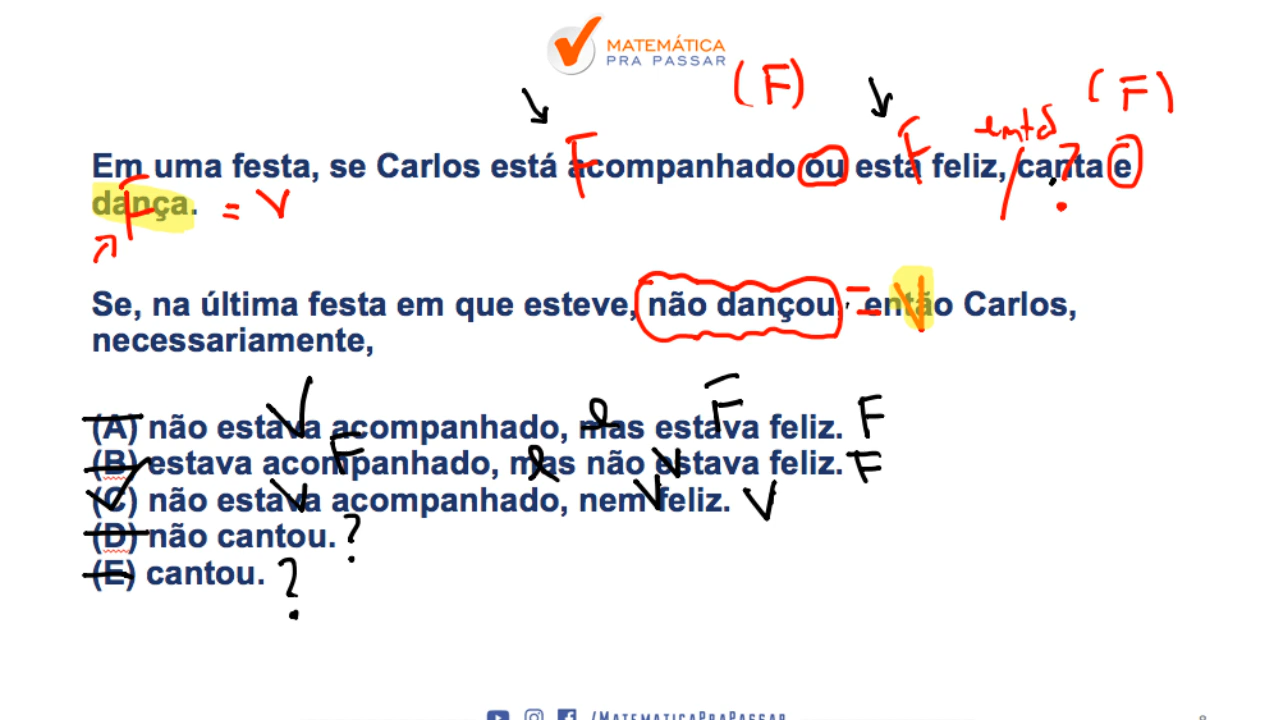 MATEMÁTICA
PRA PASSAR
(F) (F)
F F então ?
Em uma festa, se Carlos está acompanhado ou está feliz, / canta e
dança. F = V
Se, na última festa em que esteve, não dançou, então Carlos, = V
necessariamente,
V e F
(A) não estava acompanhado, mas estava feliz. F
F e V
(B) estava acompanhado, mas não estava feliz. F
V V
(C) não estava acompanhado, nem feliz. V
(D) não cantou. ?
(E) cantou. ?
/MATEMATICAPRAPASSAR
8